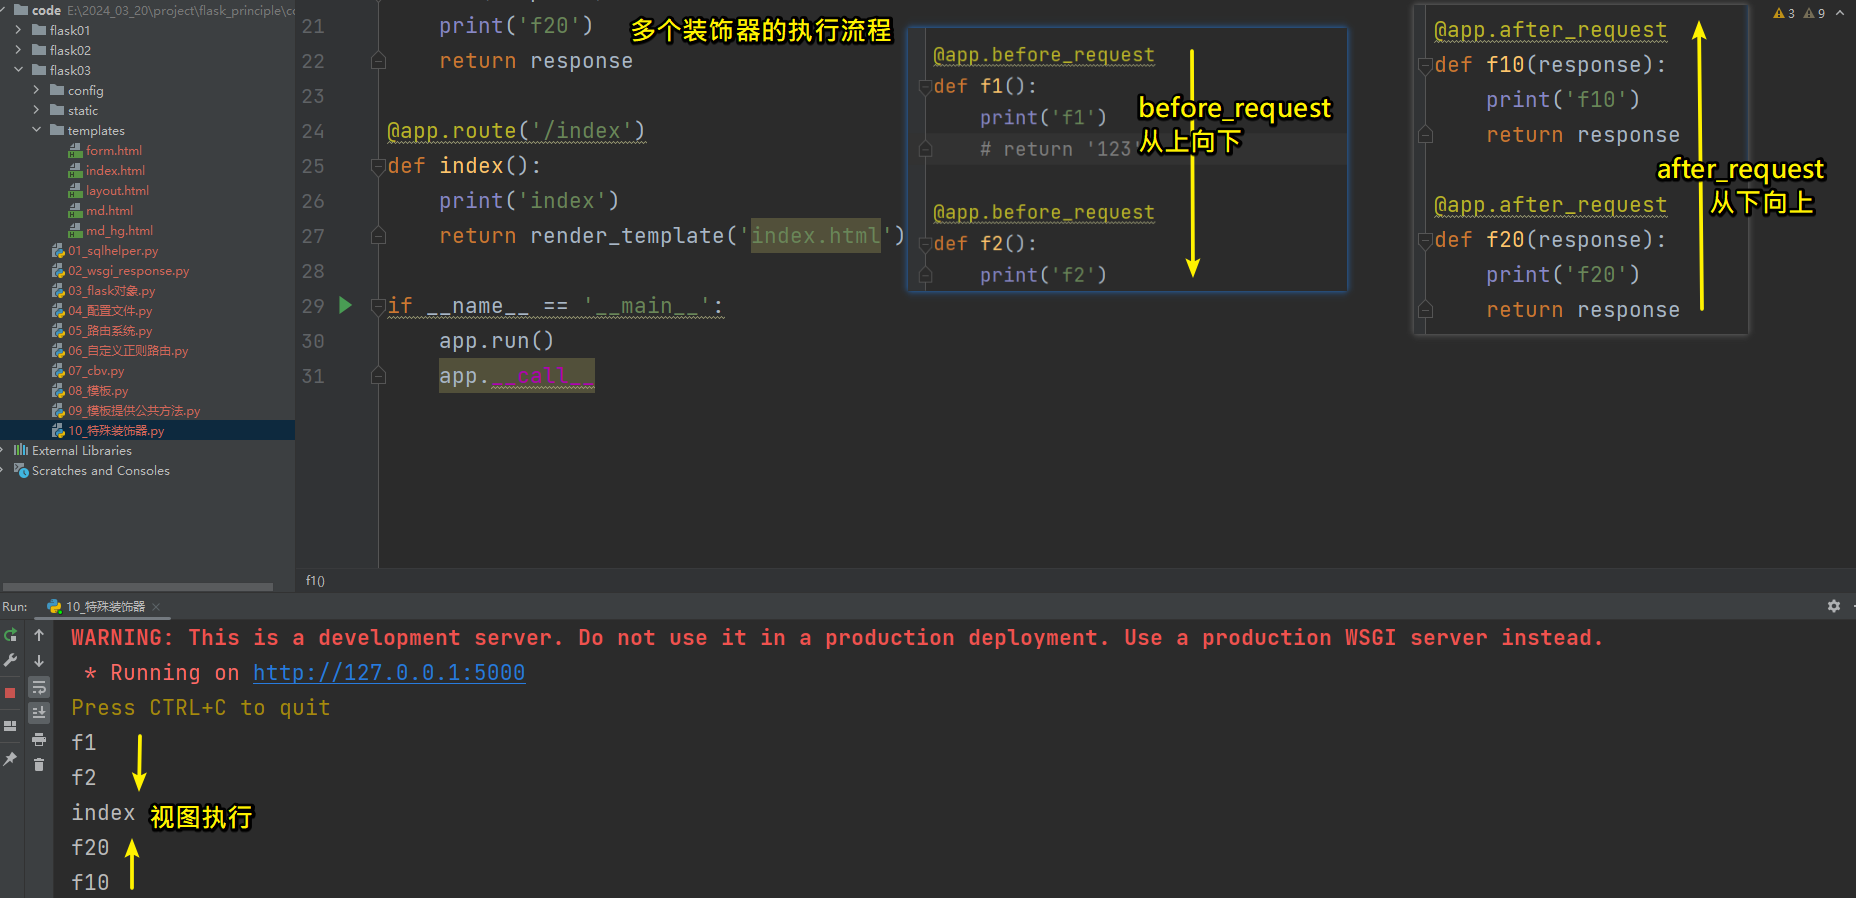 code E:\2024_03_20\project\flask_principle\co
flask01
flask02
flask03
config
static
templates
form.html
index.html
layout.html
md.html
md_hg.html
01_sqlhelper.py
02_wsgi_response.py
03_flask对象.py
04_配置文件.py
05_路由系统.py
06_自定义正则路由.py
07_cbv.py
08_模板.py
09_模板提供公共方法.py
10_特殊装饰器.py
External Libraries
Scratches and Consoles
21 print('f20')
22 return response
23
24 @app.route('/index')
25 def index():
26 print('index')
27 return render_template('index.html')
28
29 if __name__ == '__main__':
30 app.run()
31 app.__call__
多个装饰器的执行流程
@app.before_request
def f1():
print('f1')
# return '123'
@app.before_request
def f2():
print('f2')
before_request
从上向下
@app.after_request
def f10(response):
print('f10')
return response
@app.after_request
def f20(response):
print('f20')
return response
after_request
从下向上
3 9
f1()
Run: 10_特殊装饰器
WARNING: This is a development server. Do not use it in a production deployment. Use a production WSGI server instead.
* Running on http://127.0.0.1:5000
Press CTRL+C to quit
f1
f2
index 视图执行
f20
f10